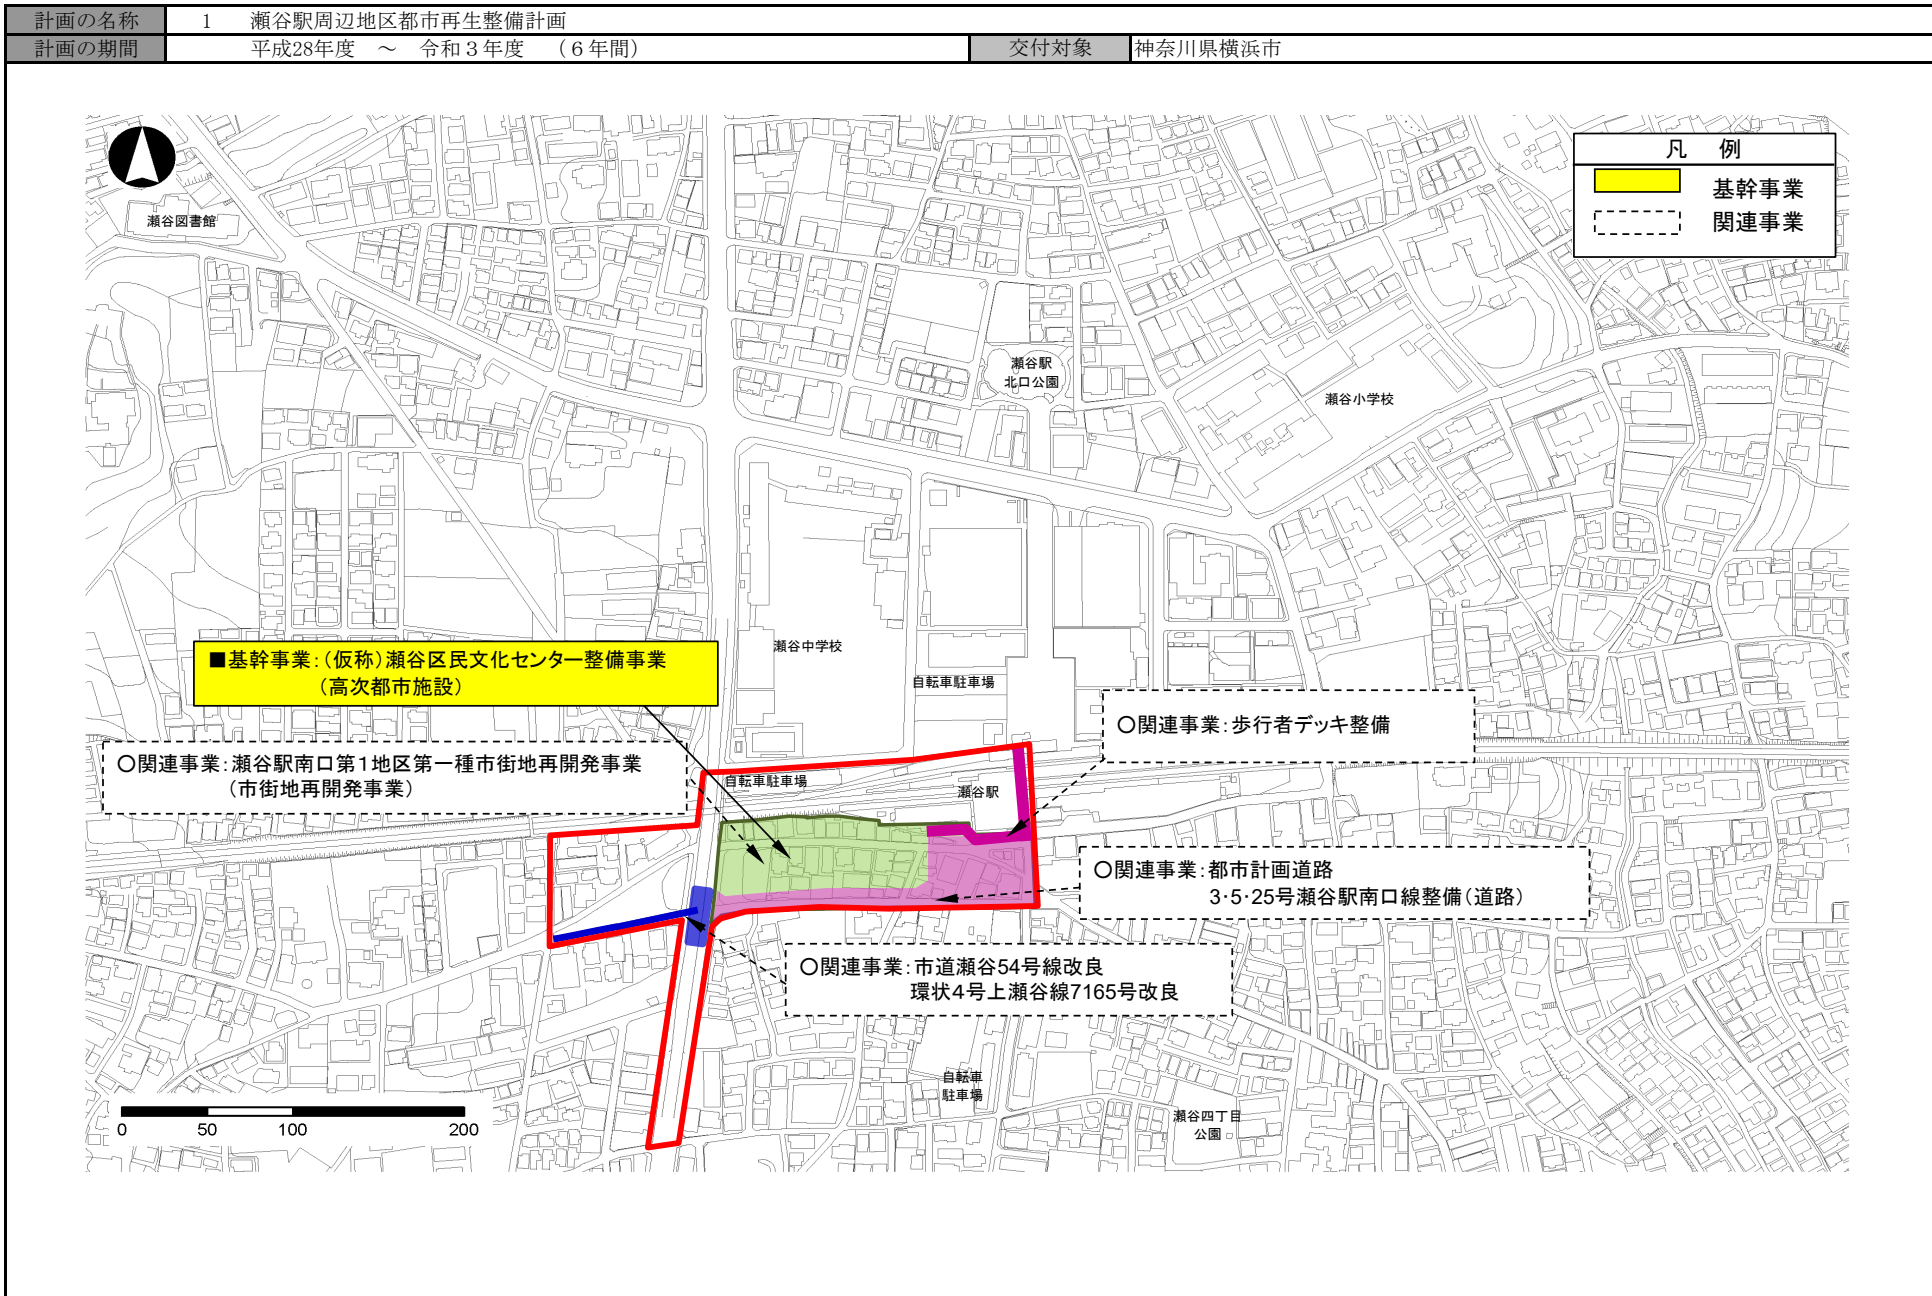 計画の名称 1 瀬谷駅周辺地区都市再生整備計画
計画の期間 平成28年度 ～ 令和3年度 （6年間） 交付対象 神奈川県横浜市
凡 例
基幹事業
関連事業
瀬谷図書館
瀬谷駅
北口公園
瀬谷小学校
瀬谷中学校
■基幹事業：（仮称）瀬谷区民文化センター整備事業
（高次都市施設）
自転車駐車場
○関連事業：歩行者デッキ整備
○関連事業：瀬谷駅南口第1地区第一種市街地再開発事業
（市街地再開発事業）
自転車駐車場
瀬谷駅
○関連事業：都市計画道路
3・5・25号瀬谷駅南口線整備（道路）
○関連事業：市道瀬谷54号線改良
環状4号上瀬谷線7165号改良
自転車
駐車場
瀬谷四丁目
公園
0 50 100 200